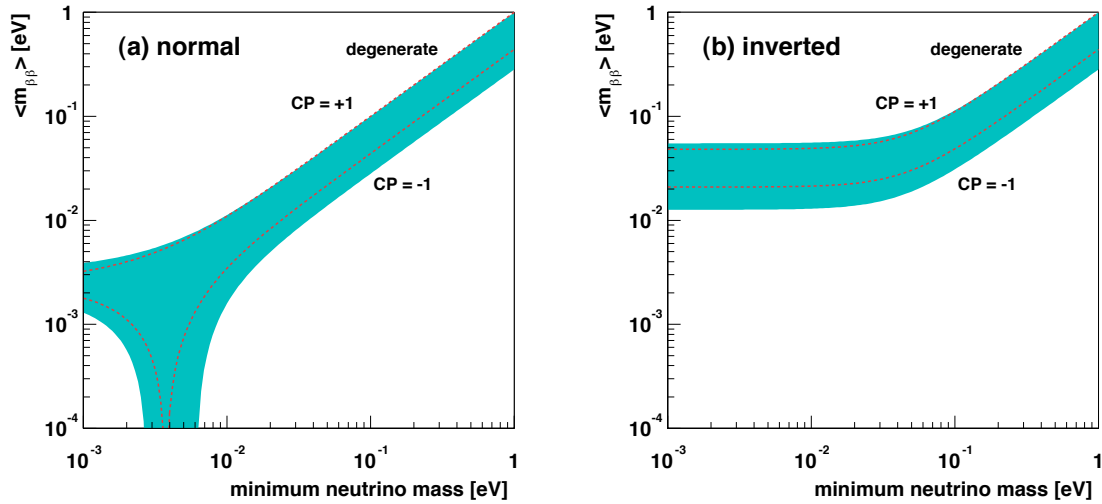 <m_ββ> [eV]
(a) normal
degenerate
CP = +1
CP = -1
1
10^-1
10^-2
10^-3
10^-4
10^-3
10^-2
10^-1
1
minimum neutrino mass [eV]
<m_ββ> [eV]
(b) inverted
degenerate
CP = +1
CP = -1
1
10^-1
10^-2
10^-3
10^-4
10^-3
10^-2
10^-1
1
minimum neutrino mass [eV]